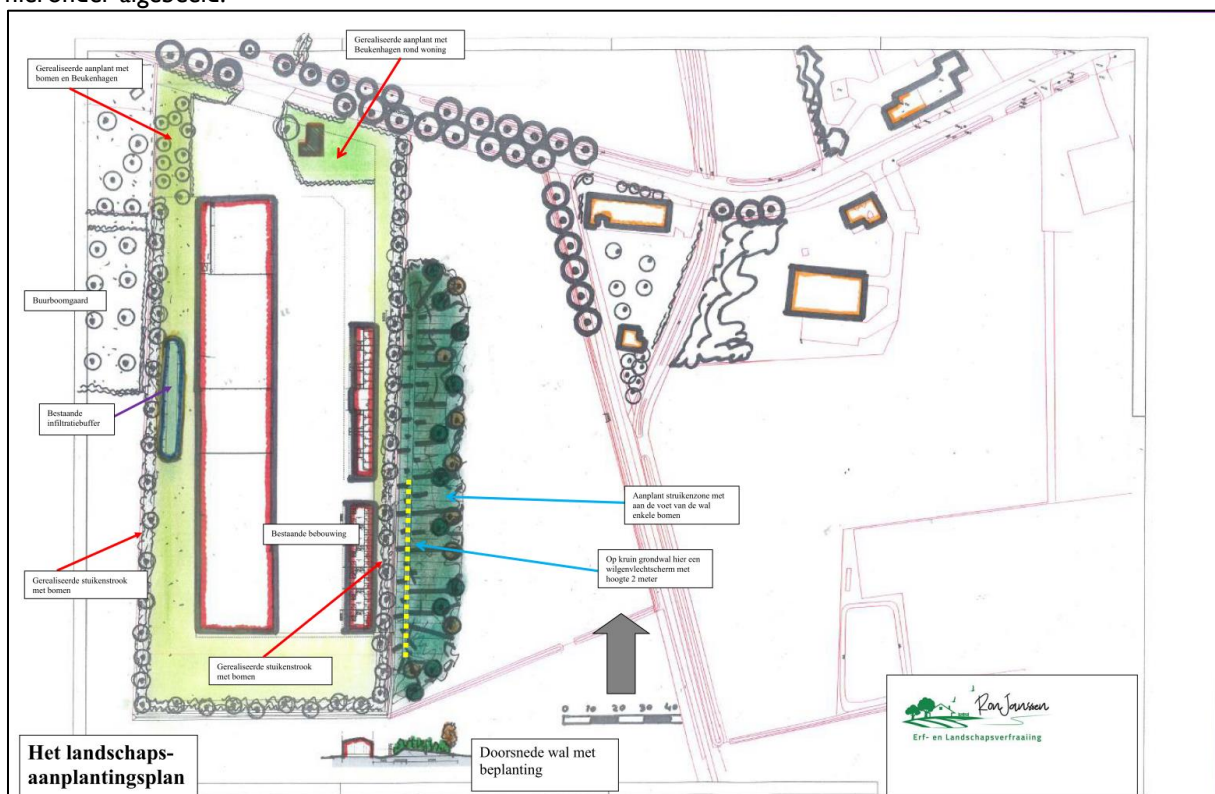 hieronder afgebeeld.
Gerealiseerde aanplant met
Beukenhagen rond woning
Gerealiseerde aanplant met
bomen en Beukenhagen
Buurboomgaard
Bestaande
infiltratiebuffer
Bestaande bebouwing
Aanplant struikenzone met
aan de voet van de wal
enkele bomen
Op kruin grondwal hier een
wilgenvlechtscherm met
hoogte 2 meter
Gerealiseerde stuikenstrook
met bomen
Gerealiseerde stuikenstrook
met bomen
0 10 20 30 40
Ron Janssen
Erf- en Landschapsverfraaiing
Het landschaps-
aanplantingsplan
Doorsnede wal met
beplanting